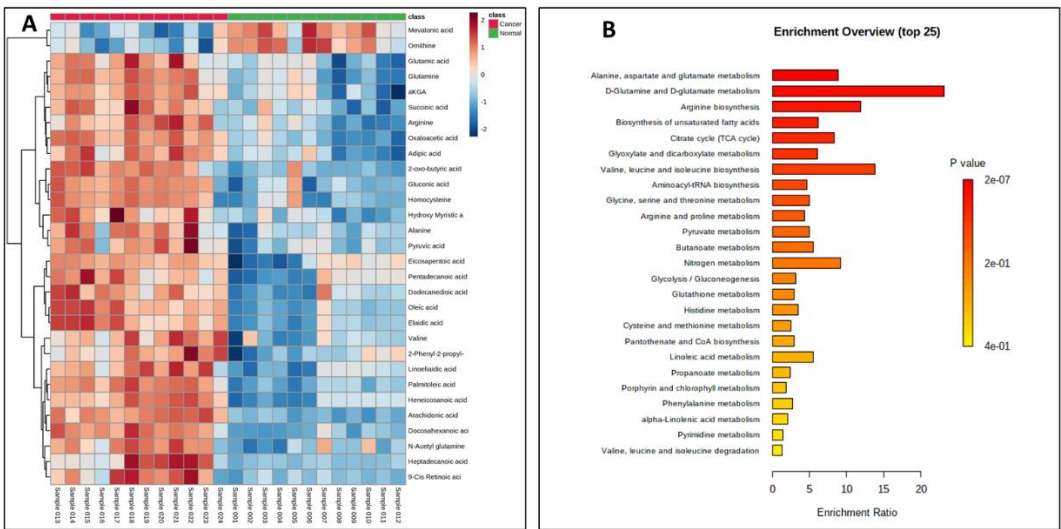 A
class
Mevalonic acid
Ornithine
Glutamic acid
Glutamine
aKGA
Succinic acid
Arginine
Oxaloacetic acid
Adipic acid
2-oxo-butyric acid
Gluconic acid
Homocysteine
Hydroxy Myristic a
Alanine
Pyruvic acid
Eicosapentoic acid
Pentadecanoic acid
Dodecanedioic acid
Oleic acid
Elaidic acid
Valine
2-Phenyl-2-propyl-
Linoeliaidic acid
Palmitoleic acid
Heneicosanoic acid
Arachidonic acid
Docosahexanoic aci
N-Acetyl glutamine
Heptadecanoic acid
9-Cis Retinoic aci
class
Cancer
Normal
2
1
0
-1
-2
Sample 013
Sample 014
Sample 015
Sample 016
Sample 017
Sample 018
Sample 019
Sample 020
Sample 021
Sample 022
Sample 023
Sample 024
Sample 001
Sample 002
Sample 003
Sample 004
Sample 005
Sample 006
Sample 007
Sample 008
Sample 009
Sample 010
Sample 011
Sample 012
B
Enrichment Overview (top 25)
Alanine, aspartate and glutamate metabolism
D-Glutamine and D-glutamate metabolism
Arginine biosynthesis
Biosynthesis of unsaturated fatty acids
Citrate cycle (TCA cycle)
Glyoxylate and dicarboxylate metabolism
Valine, leucine and isoleucine biosynthesis
Aminoacyl-tRNA biosynthesis
Glycine, serine and threonine metabolism
Arginine and proline metabolism
Pyruvate metabolism
Butanoate metabolism
Nitrogen metabolism
Glycolysis / Gluconeogenesis
Glutathione metabolism
Histidine metabolism
Cysteine and methionine metabolism
Pantothenate and CoA biosynthesis
Linoleic acid metabolism
Propanoate metabolism
Porphyrin and chlorophyll metabolism
Phenylalanine metabolism
alpha-Linolenic acid metabolism
Pyrimidine metabolism
Valine, leucine and isoleucine degradation
0 5 10 15 20
Enrichment Ratio
P value
2e-07
2e-01
4e-01